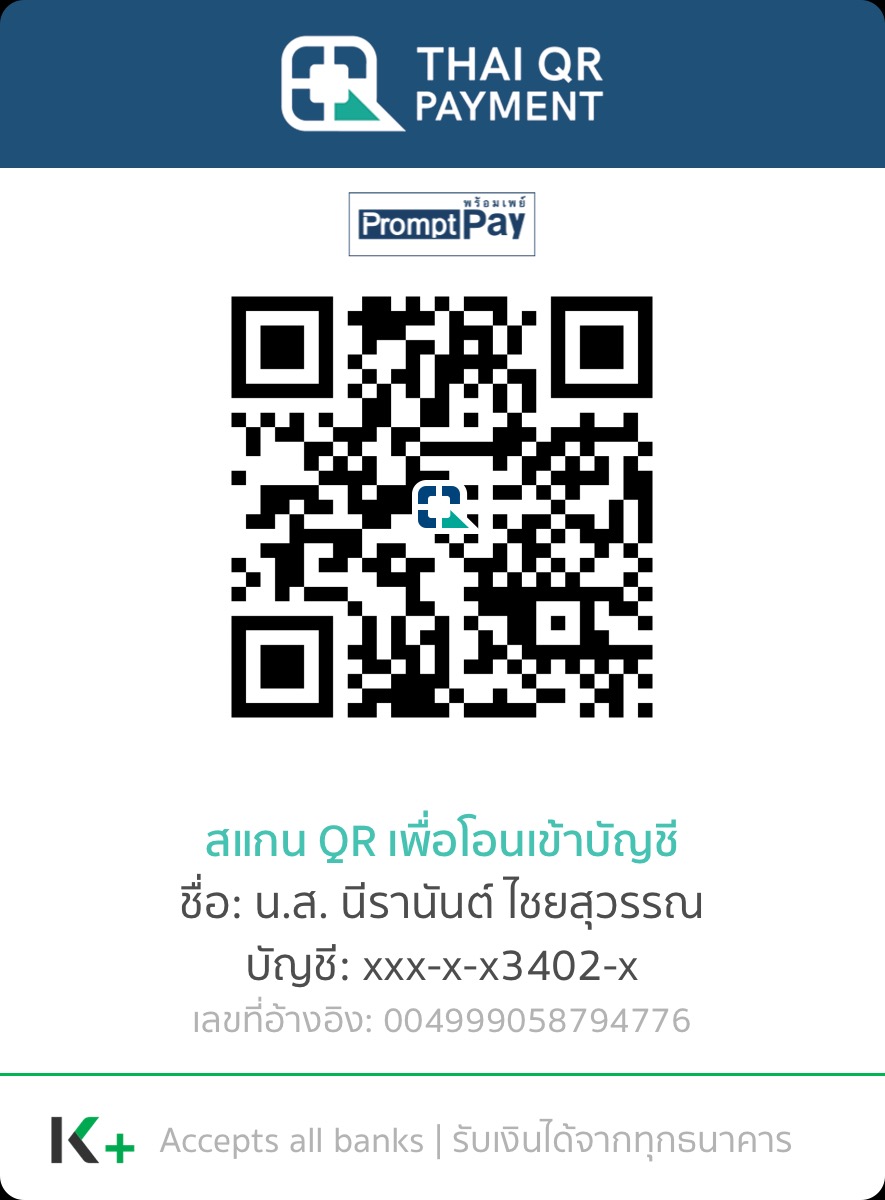 THAI QR
PAYMENT
พร้อมเพย์
PromptPay
สแกน QR เพื่อโอนเข้าบัญชี
ชื่อ: น.ส. นีรานันต์ ไชยสุวรรณ
บัญชี: xxx-x-x3402-x
เลขที่อ้างอิง: 004999058794776
K+ Accepts all banks | รับเงินได้จากทุกธนาคาร